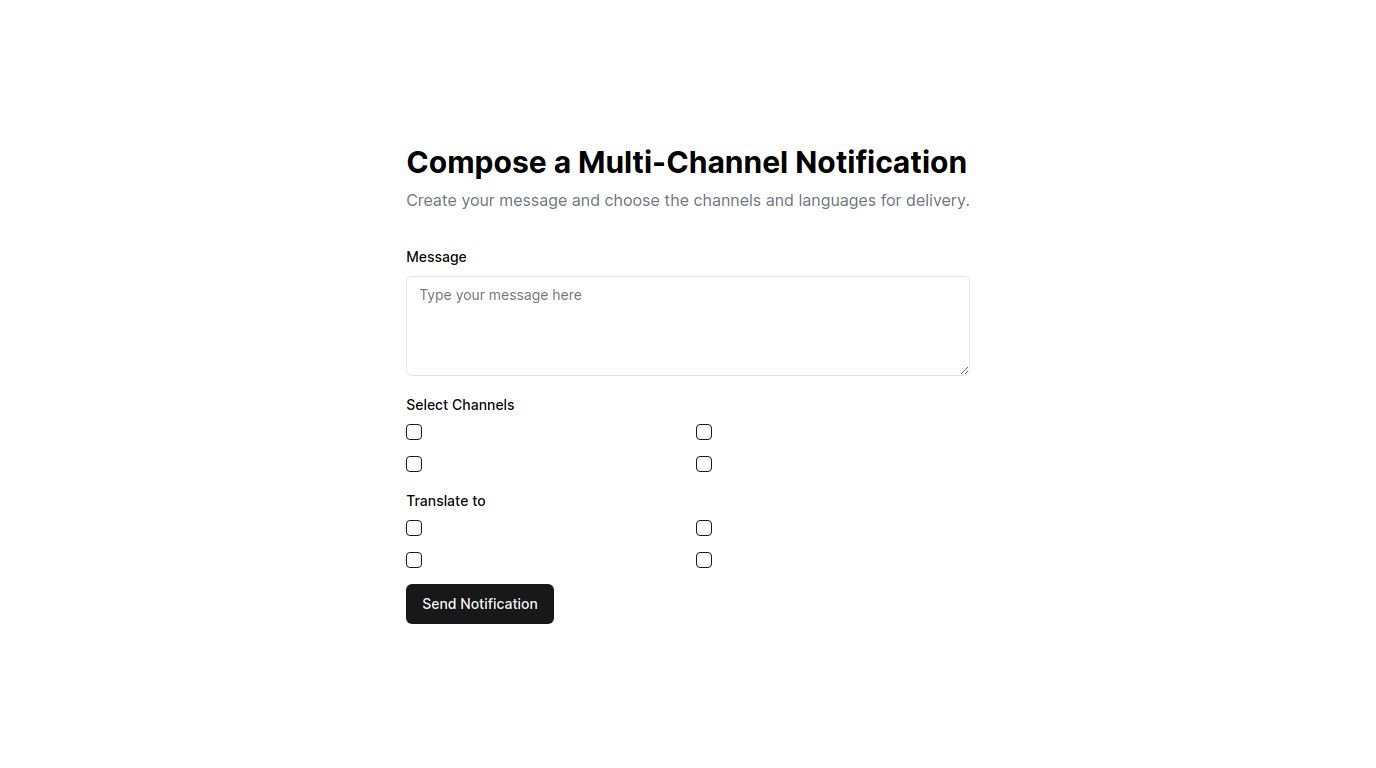 Compose a Multi-Channel Notification
Create your message and choose the channels and languages for delivery.
Message
Type your message here
Select Channels
Translate to
Send Notification